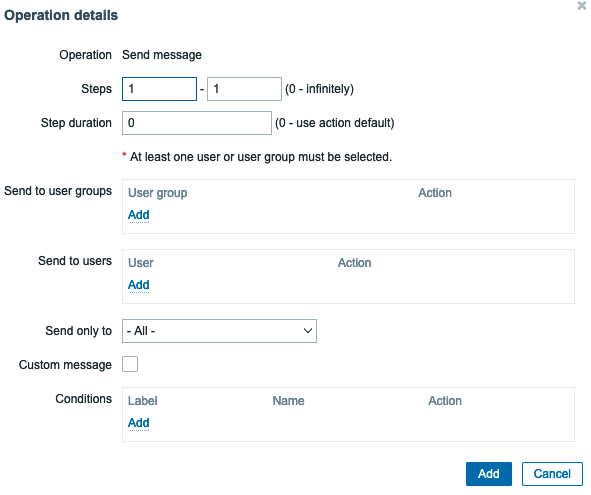 Operation details
Operation Send message
Steps 1 - 1 (0 - infinitely)
Step duration 0 (0 - use action default)
* At least one user or user group must be selected.
Send to user groups User group Action
Add
Send to users User Action
Add
Send only to - All -
Custom message
Conditions Label Name Action
Add
Add Cancel